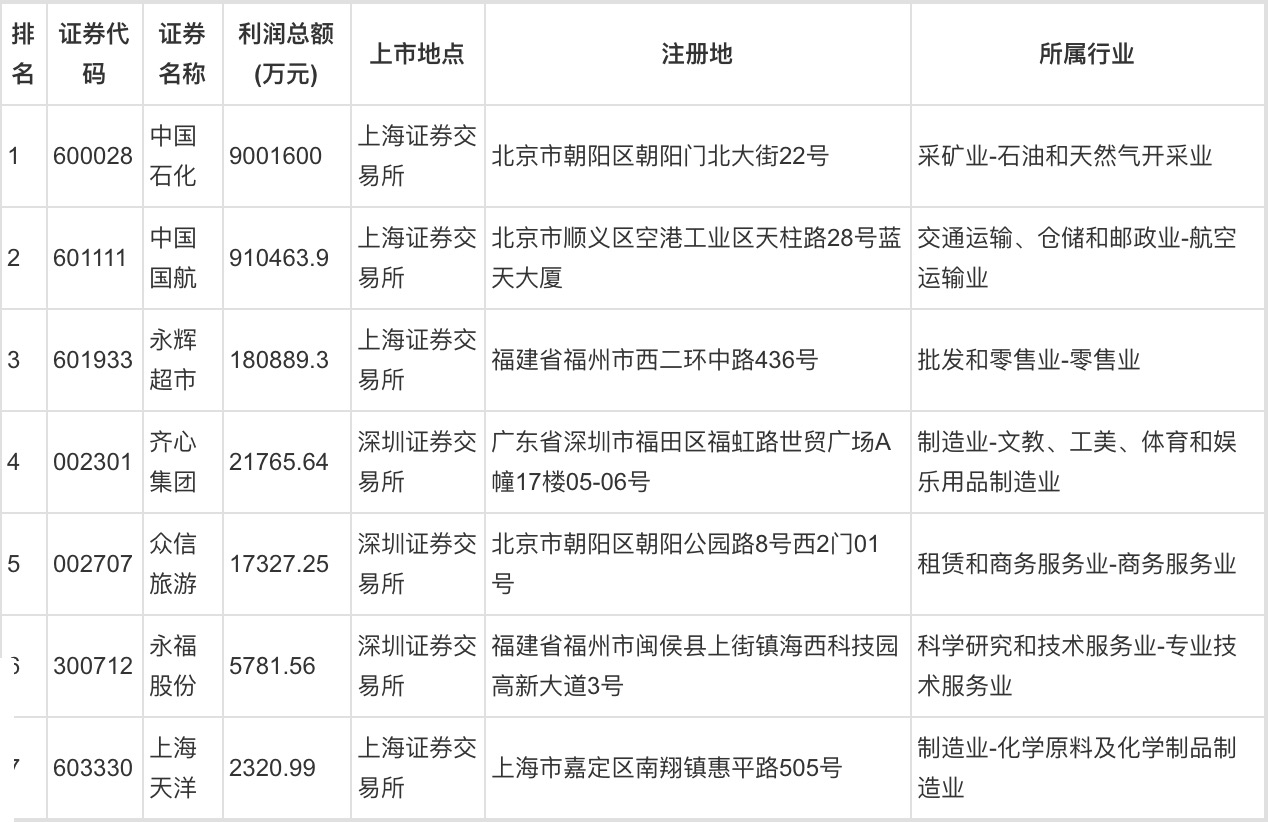 排名 证券代码 证券名称 利润总额(万元) 上市地点 注册地 所属行业
1 600028 中国石化 9001600 上海证券交易所 北京市朝阳区朝阳门北大街22号 采矿业-石油和天然气开采业
2 601111 中国国航 910463.9 上海证券交易所 北京市顺义区空港工业区天柱路28号蓝天大厦 交通运输、仓储和邮政业-航空运输业
3 601933 永辉超市 180889.3 上海证券交易所 福建省福州市西二环中路436号 批发和零售业-零售业
4 002301 齐心集团 21765.64 深圳证券交易所 广东省深圳市福田区福虹路世贸广场A幢17楼05-06号 制造业-文教、工美、体育和娱乐用品制造业
5 002707 众信旅游 17327.25 深圳证券交易所 北京市朝阳区朝阳公园路8号西2门01号 租赁和商务服务业-商务服务业
6 300712 永福股份 5781.56 深圳证券交易所 福建省福州市闽侯县上街镇海西科技园高新大道3号 科学研究和技术服务业-专业技术服务业
7 603330 上海天洋 2320.99 上海证券交易所 上海市嘉定区南翔镇惠平路505号 制造业-化学原料及化学制品制造业